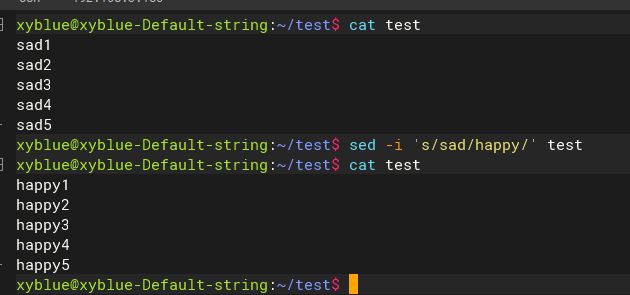 xyblue@xyblue-Default-string:~/test$ cat test
sad1
sad2
sad3
sad4
sad5
xyblue@xyblue-Default-string:~/test$ sed -i 's/sad/happy/' test
xyblue@xyblue-Default-string:~/test$ cat test
happy1
happy2
happy3
happy4
happy5
xyblue@xyblue-Default-string:~/test$